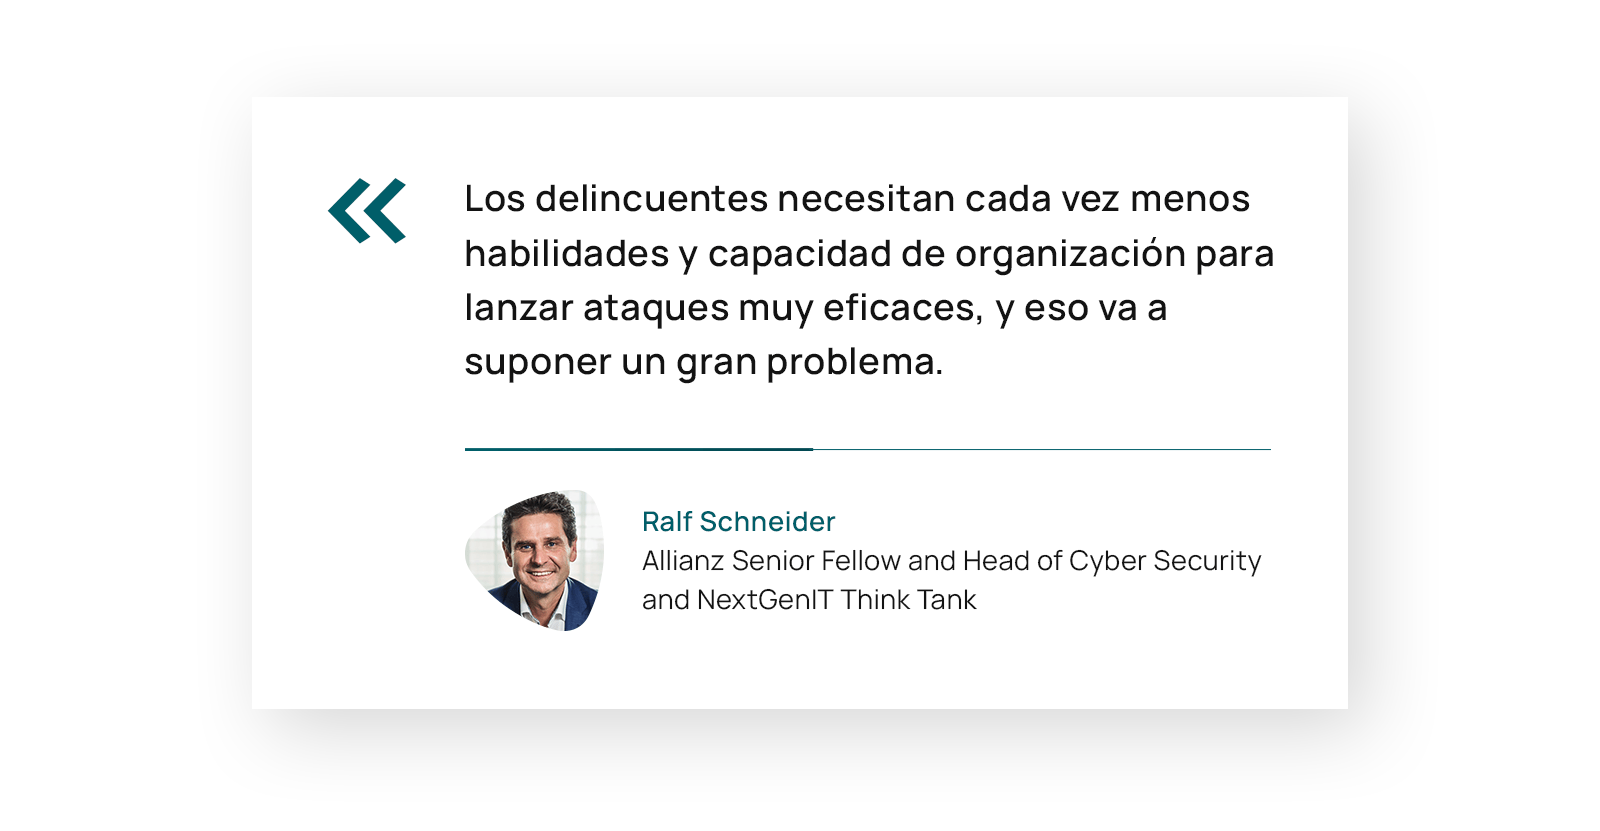 «
Los delincuentes necesitan cada vez menos
habilidades y capacidad de organización para
lanzar ataques muy eficaces, y eso va a
suponer un gran problema.
Ralf Schneider
Allianz Senior Fellow and Head of Cyber Security
and NextGenIT Think Tank